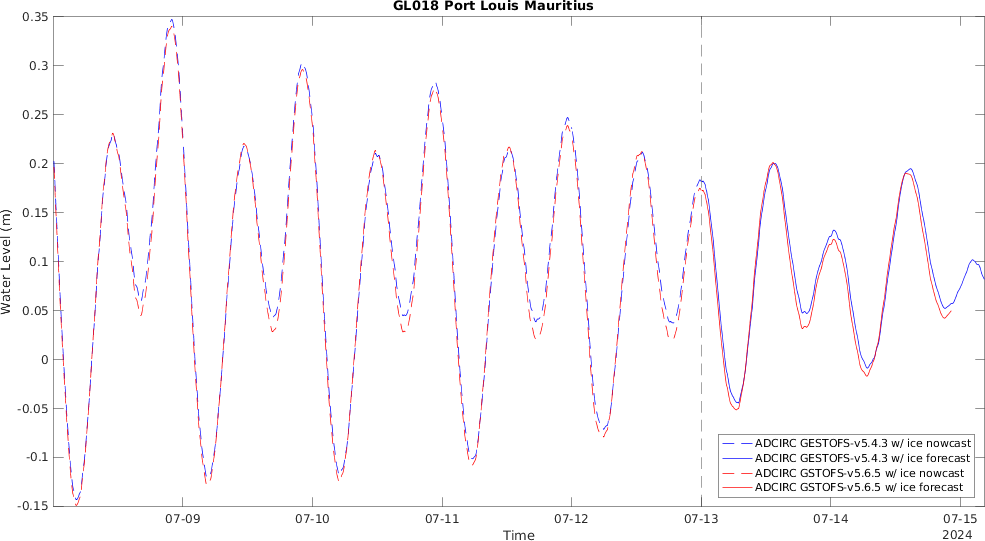 GL018 Port Louis Mauritius
0.35
0.3
0.25
0.2
0.15
0.1
0.05
0
-0.05
-0.1
-0.15
Water Level (m)
07-09
07-10
07-11
07-12
07-13
07-14
07-15
Time
2024
ADCIRC GESTOFS-v5.4.3 w/ ice nowcast
ADCIRC GESTOFS-v5.4.3 w/ ice forecast
ADCIRC GSTOFS-v5.6.5 w/ ice nowcast
ADCIRC GSTOFS-v5.6.5 w/ ice forecast